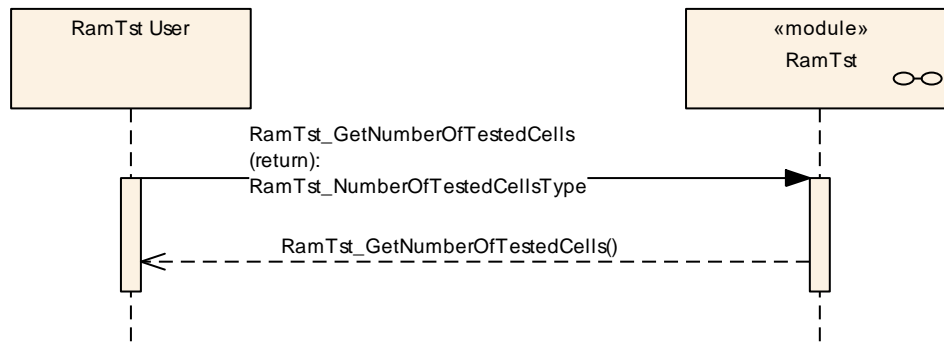 RamTst User
«module»
RamTst
RamTst_GetNumberOfTestedCells
(return):
RamTst_NumberOfTestedCellsType
RamTst_GetNumberOfTestedCells()